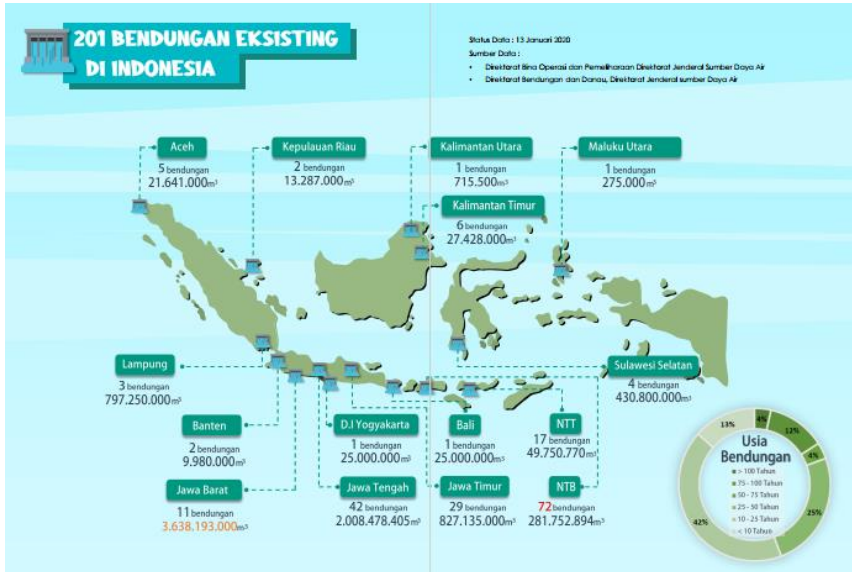 201 BENDUNGAN EKSISTING
DI INDONESIA
Status Data : 13 Januari 2020
Sumber Data :
• Direktorat Bina Operasi dan Pemeliharaan Direktorat Jenderal Sumber Daya Air
• Direktorat Bendungan dan Danau, Direktorat Jenderal sumber Daya Air
Aceh
5 bendungan
21.641.000m³
Kepulauan Riau
2 bendungan
13.287.000m³
Kalimantan Utara
1 bendungan
715.500m³
Maluku Utara
1 bendungan
275.000m³
Kalimantan Timur
6 bendungan
27.428.000m³
Lampung
3 bendungan
797.250.000m³
Sulawesi Selatan
4 bendungan
430.800.000m³
Banten
2 bendungan
9.980.000m³
D.I Yogyakarta
1 bendungan
25.000.000m³
Bali
1 bendungan
25.000.000m³
NTT
17 bendungan
49.750.770m³
Jawa Barat
11 bendungan
3.638.193.000m³
Jawa Tengah
42 bendungan
2.008.478.405m³
Jawa Timur
29 bendungan
827.135.000m³
NTB
72 bendungan
281.752.894m³
Usia
Bendungan
> 100 Tahun
75 - 100 Tahun
50 - 75 Tahun
25 - 50 Tahun
10 - 25 Tahun
< 10 Tahun
4%
12%
4%
25%
42%
13%